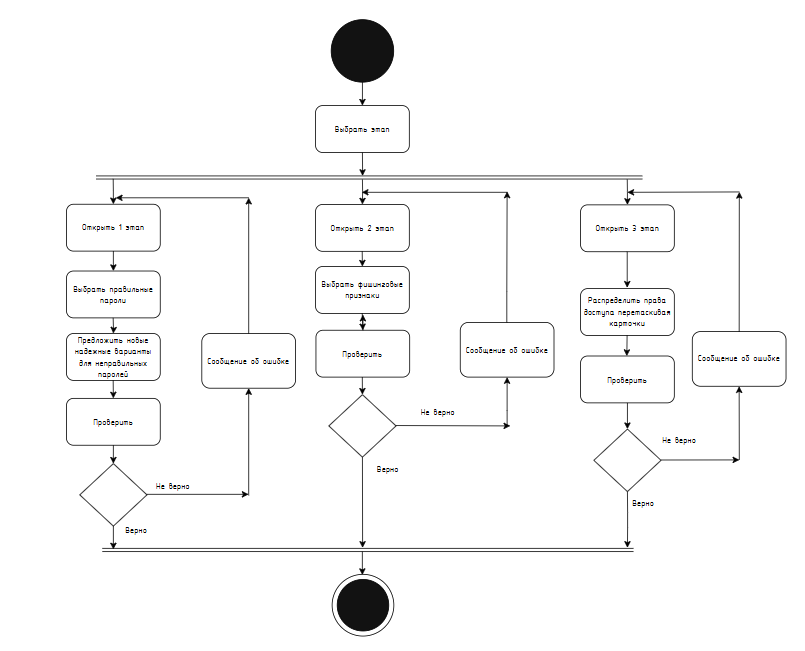 Выбрать этап
Открыть 1 этап
Выбрать правильные
пароли
Предложить новые
надежные варианты
для неправильных
паролей
Проверить
Не верно
Верно
Сообщение об ошибке
Открыть 2 этап
Выбрать фишинговые
признаки
Проверить
Не верно
Верно
Сообщение об ошибке
Открыть 3 этап
Распределить права
доступа перетаскивая
карточки
Проверить
Не верно
Верно
Сообщение об ошибке